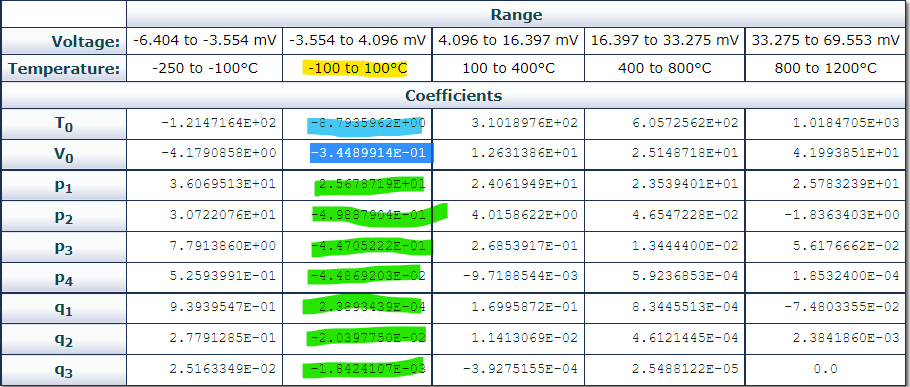 Range
Voltage: -6.404 to -3.554 mV -3.554 to 4.096 mV 4.096 to 16.397 mV 16.397 to 33.275 mV 33.275 to 69.553 mV
Temperature: -250 to -100°C -100 to 100°C 100 to 400°C 400 to 800°C 800 to 1200°C
Coefficients
T0 -1.2147164E+02 -8.7935962E+00 3.1018976E+02 6.0572562E+02 1.0184705E+03
V0 -4.1790858E+00 -3.4489914E-01 1.2631386E+01 2.5148718E+01 4.1993851E+01
p1 3.6069513E+01 2.5678719E+01 2.4061949E+01 2.3539401E+01 2.5783239E+01
p2 3.0722076E+01 -4.9887904E-01 4.0158622E+00 4.6547228E-02 -1.8363403E+00
p3 7.7913860E+00 -4.4705222E-01 2.6853917E-01 1.3444400E-02 5.6176662E-02
p4 5.2593991E-01 -4.4869203E-02 -9.7188544E-03 5.9236853E-04 1.8532400E-04
q1 9.3939547E-01 2.3893439E-04 1.6995872E-01 8.3445513E-04 -7.4803355E-02
q2 2.7791285E-01 -2.0397750E-02 1.1413069E-02 4.6121445E-04 2.3841860E-03
q3 2.5163349E-02 -1.8424107E-03 -3.9275155E-04 2.5488122E-05 0.0